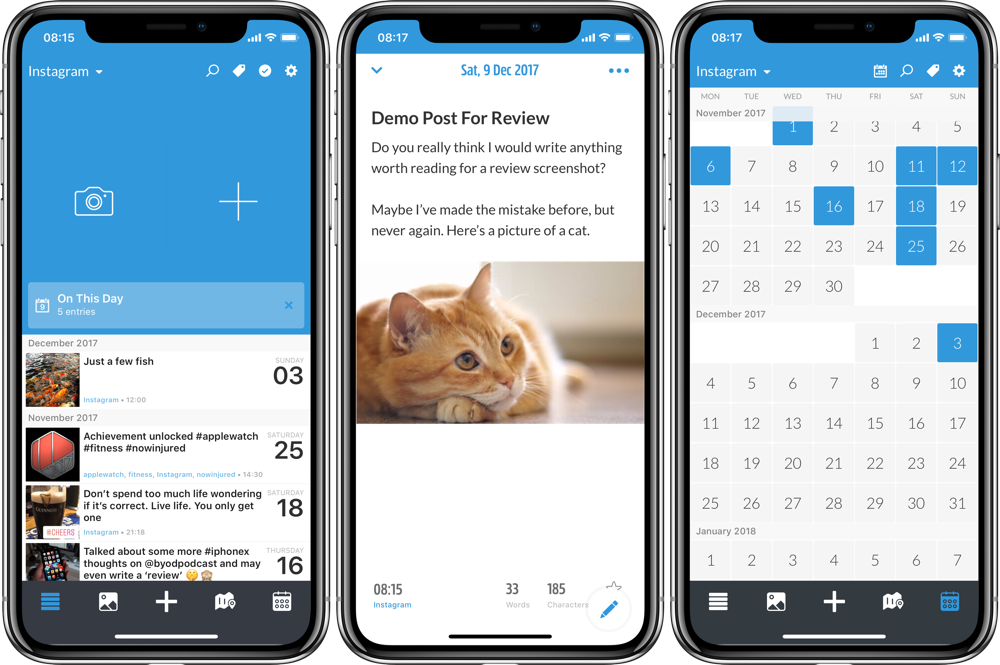 08:15
Instagram
On This Day
5 entries
9
December 2017
Just a few fish
SUNDAY
03
Instagram • 12:00
November 2017
Achievement unlocked #applewatch
#fitness #nowinjured
SATURDAY
25
applewatch, fitness, Instagram, nowinjured • 14:30
Don’t spend too much life wondering
if it’s correct. Live life. You only get
one
SATURDAY
18
GUINNESS
#CHEERS
Instagram • 21:18
Talked about some more #iphonex
thoughts on @byodpodcast and may
even write a ‘review’ 🤔 🙊
THURSDAY
16
08:17
Sat, 9 Dec 2017
Demo Post For Review
Do you really think I would write anything
worth reading for a review screenshot?
Maybe I’ve made the mistake before, but
never again. Here’s a picture of a cat.
08:15
Instagram
33
Words
185
Characters
08:17
Instagram
MON TUE WED THU FRI SAT SUN
November 2017
1 2 3 4 5
6 7 8 9 10 11 12
13 14 15 16 17 18 19
20 21 22 23 24 25 26
27 28 29 30
December 2017
1 2 3
4 5 6 7 8 9 10
11 12 13 14 15 16 17
18 19 20 21 22 23 24
25 26 27 28 29 30 31
January 2018
1 2 3 4 5 6 7